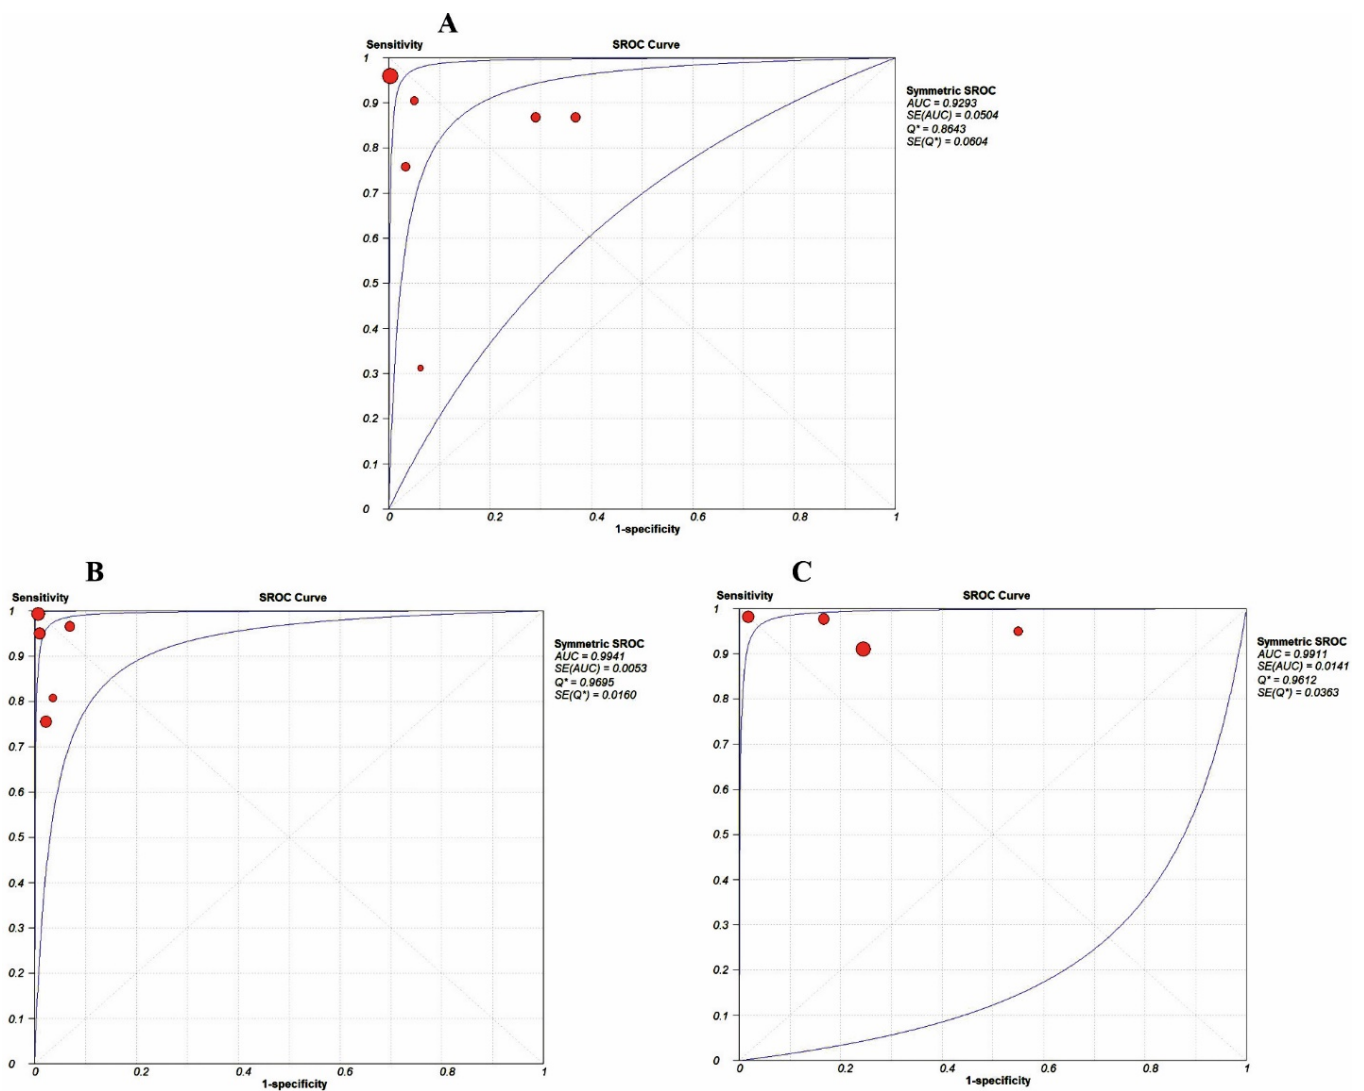 A
Sensitivity
SROC Curve
1
0.9
0.8
0.7
0.6
0.5
0.4
0.3
0.2
0.1
0
0
0.2
0.4
0.6
0.8
1
1-specificity
Symmetric SROC
AUC = 0.9293
SE(AUC) = 0.0504
Q* = 0.8643
SE(Q*) = 0.0604
B
Sensitivity
SROC Curve
1
0.9
0.8
0.7
0.6
0.5
0.4
0.3
0.2
0.1
0
0
0.2
0.4
0.6
0.8
1
1-specificity
Symmetric SROC
AUC = 0.9941
SE(AUC) = 0.0053
Q* = 0.9695
SE(Q*) = 0.0160
C
Sensitivity
SROC Curve
1
0.9
0.8
0.7
0.6
0.5
0.4
0.3
0.2
0.1
0
0
0.2
0.4
0.6
0.8
1
1-specificity
Symmetric SROC
AUC = 0.9911
SE(AUC) = 0.0141
Q* = 0.9612
SE(Q*) = 0.0363